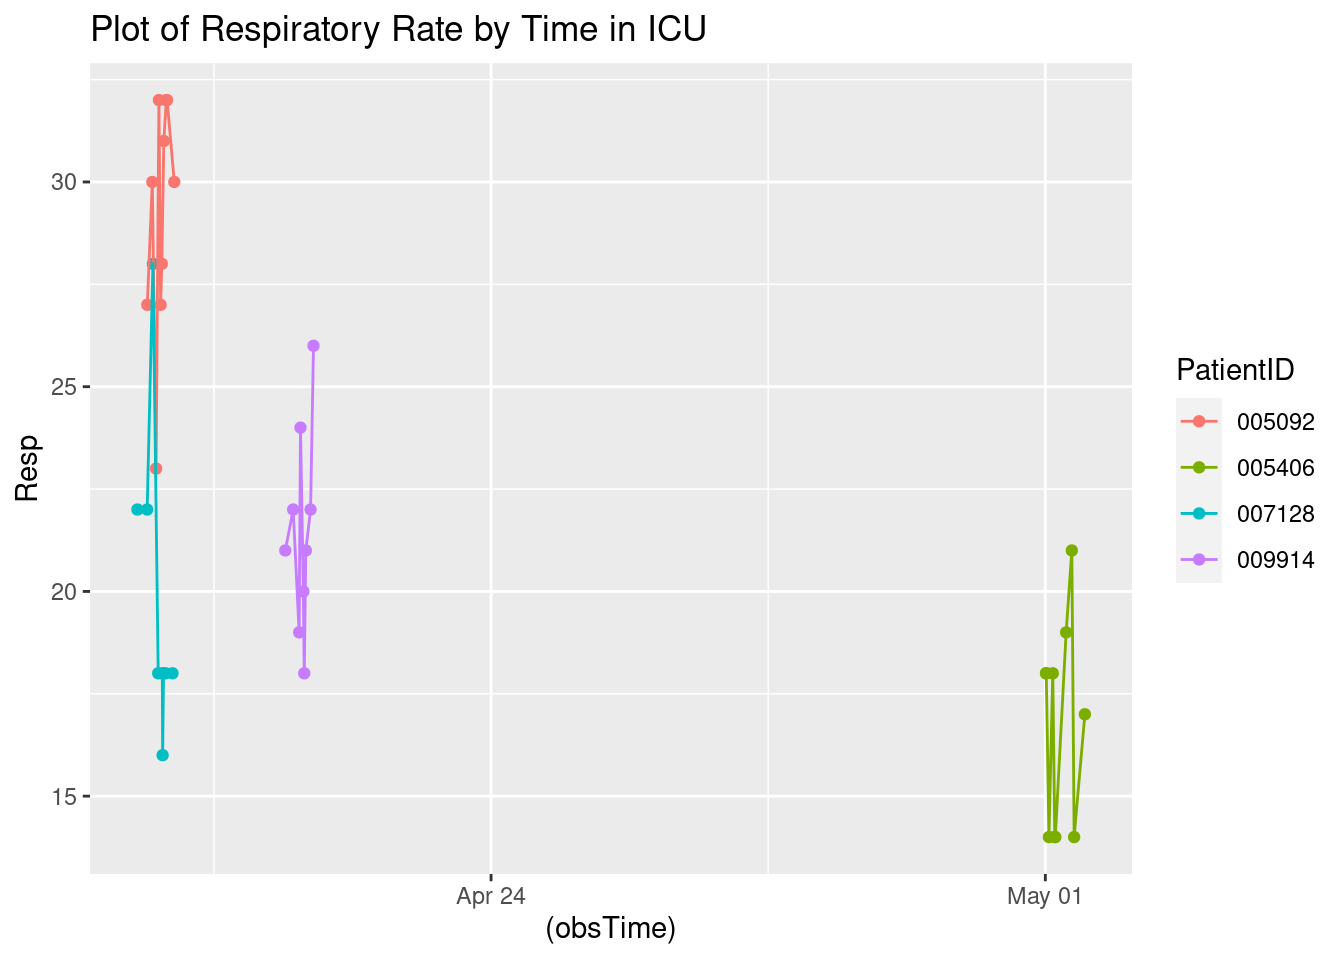 Plot of Respiratory Rate by Time in ICU
Resp
30
25
20
15
Apr 24
May 01
(obsTime)
PatientID
005092
005406
007128
009914